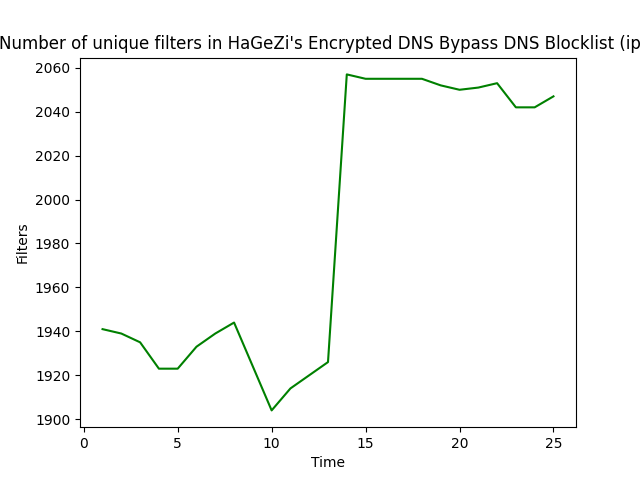 Number of unique filters in HaGeZi's Encrypted DNS Bypass DNS Blocklist (ip
2060
2040
2020
2000
1980
1960
1940
1920
1900
Filters
0 5 10 15 20 25
Time